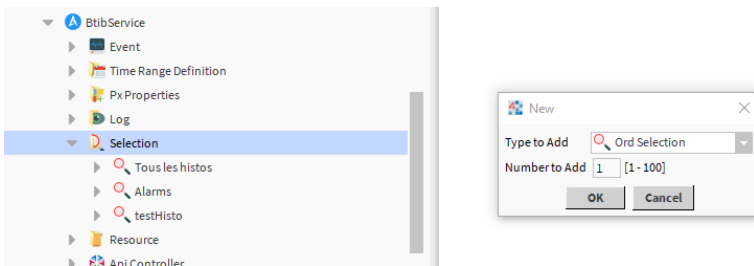 BtibService
Event
Time Range Definition
Px Properties
Log
Selection
Tous les histos
Alarms
testHisto
Resource
Api Controller
New
Type to Add Ord Selection
Number to Add 1 [1 - 100]
OK Cancel